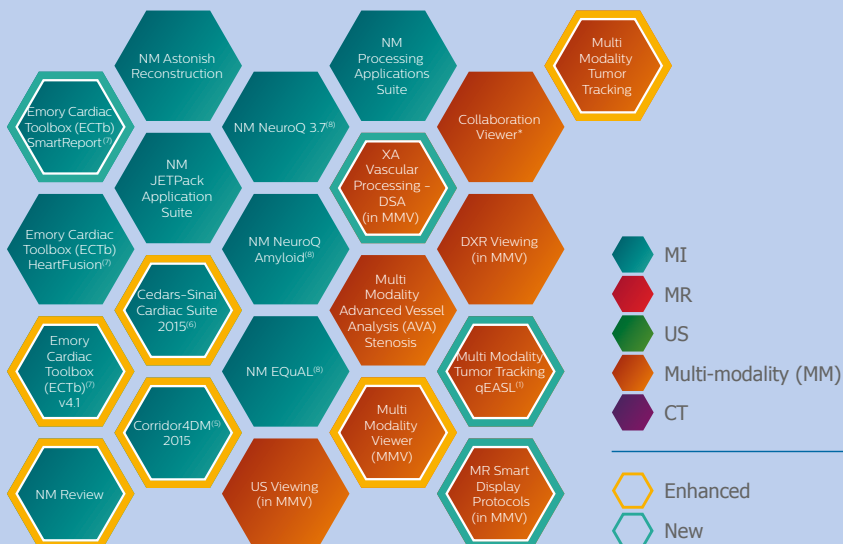 NM Astonish
Reconstruction
NM
Processing
Applications
Suite
Multi
Modality
Tumor
Tracking
Emory Cardiac
Toolbox (ECTb)
SmartReport(7)
NM NeuroQ 3.7(8)
Collaboration
Viewer*
NM
JETPack
Application
Suite
XA
Vascular
Processing -
DSA
(in MMV)
Emory Cardiac
Toolbox (ECTb)
HeartFusion(7)
NM NeuroQ
Amyloid(8)
DXR Viewing
(in MMV)
Cedars-Sinai
Cardiac Suite
2015(6)
Multi
Modality
Advanced Vessel
Analysis (AVA)
Stenosis
Emory
Cardiac
Toolbox
(ECTb)(7)
v4.1
NM EQuAL(8)
Multi Modality
Tumor Tracking
qEASL(1)
Corridor4DM(5)
2015
Multi
Modality
Viewer
(MMV)
NM Review
US Viewing
(in MMV)
MR Smart
Display
Protocols
(in MMV)
MI
MR
US
Multi-modality (MM)
CT
Enhanced
New